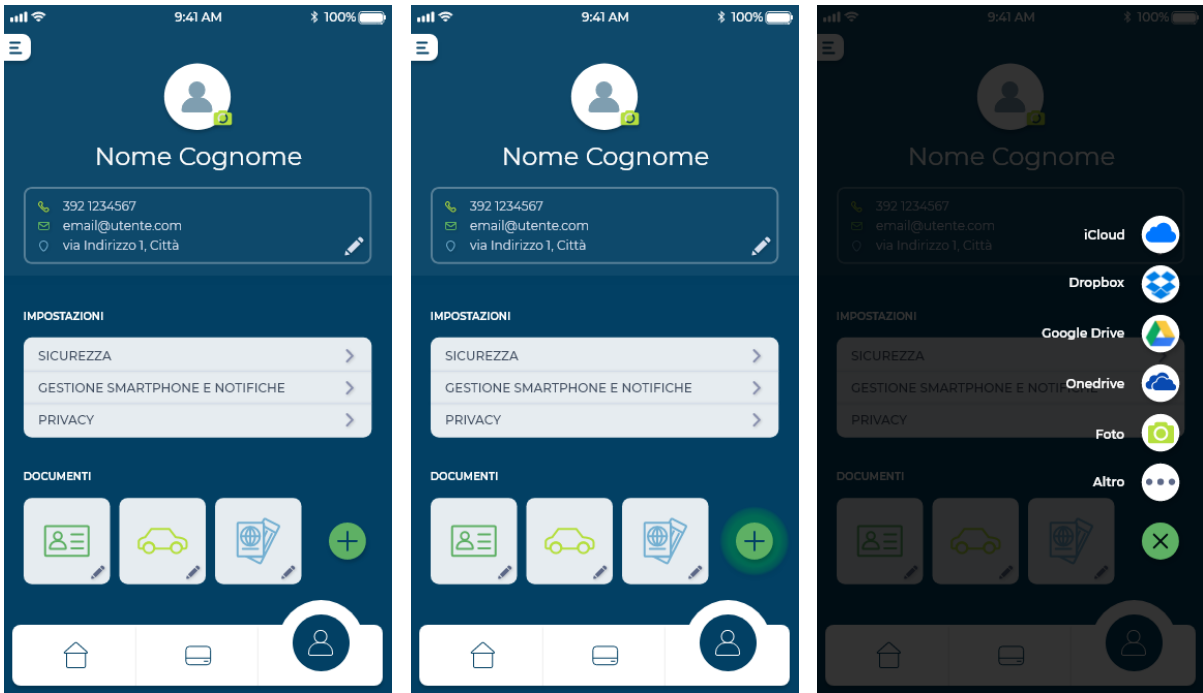 9:41 AM
100%
Nome Cognome
392 1234567
email@utente.com
via Indirizzo 1, Città
IMPOSTAZIONI
SICUREZZA
GESTIONE SMARTPHONE E NOTIFICHE
PRIVACY
DOCUMENTI
9:41 AM
100%
Nome Cognome
392 1234567
email@utente.com
via Indirizzo 1, Città
IMPOSTAZIONI
SICUREZZA
GESTIONE SMARTPHONE E NOTIFICHE
PRIVACY
DOCUMENTI
9:41 AM
100%
Nome Cognome
392 1234567
email@utente.com
via Indirizzo 1, Città
iCloud
Dropbox
IMPOSTAZIONI
Google Drive
SICUREZZA
GESTIONE SMARTPHONE E NOTIFICHE
Onedrive
PRIVACY
Foto
DOCUMENTI
Altro